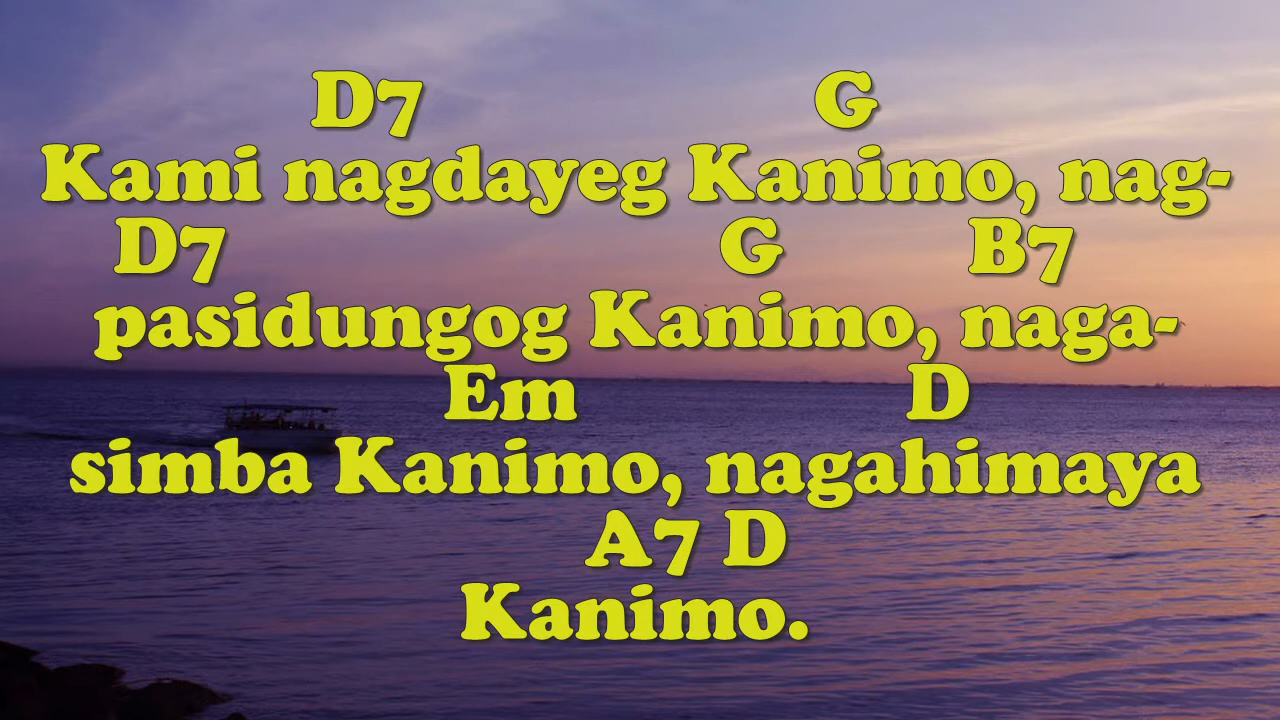 D7 G
Kami nagdayeg Kanimo, nag-
D7 G B7
pasidungog Kanimo, naga-
Em D
simba Kanimo, nagahimaya
A7 D
Kanimo.